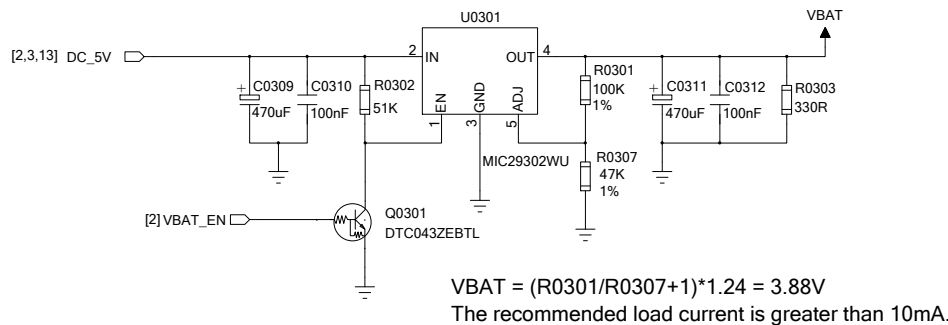 U0301
VBAT
[2,3,13] DC_5V
2
IN
OUT
4
C0309
C0310
R0302
EN
GND
ADJ
R0301
100K
1%
C0311
C0312
R0303
+
470uF
100nF
51K
1
3
5
+
470uF
100nF
330R
MIC29302WU
R0307
47K
1%
[2] VBAT_EN
Q0301
DTC043ZEBTL
VBAT = (R0301/R0307+1)*1.24 = 3.88V
The recommended load current is greater than 10mA.